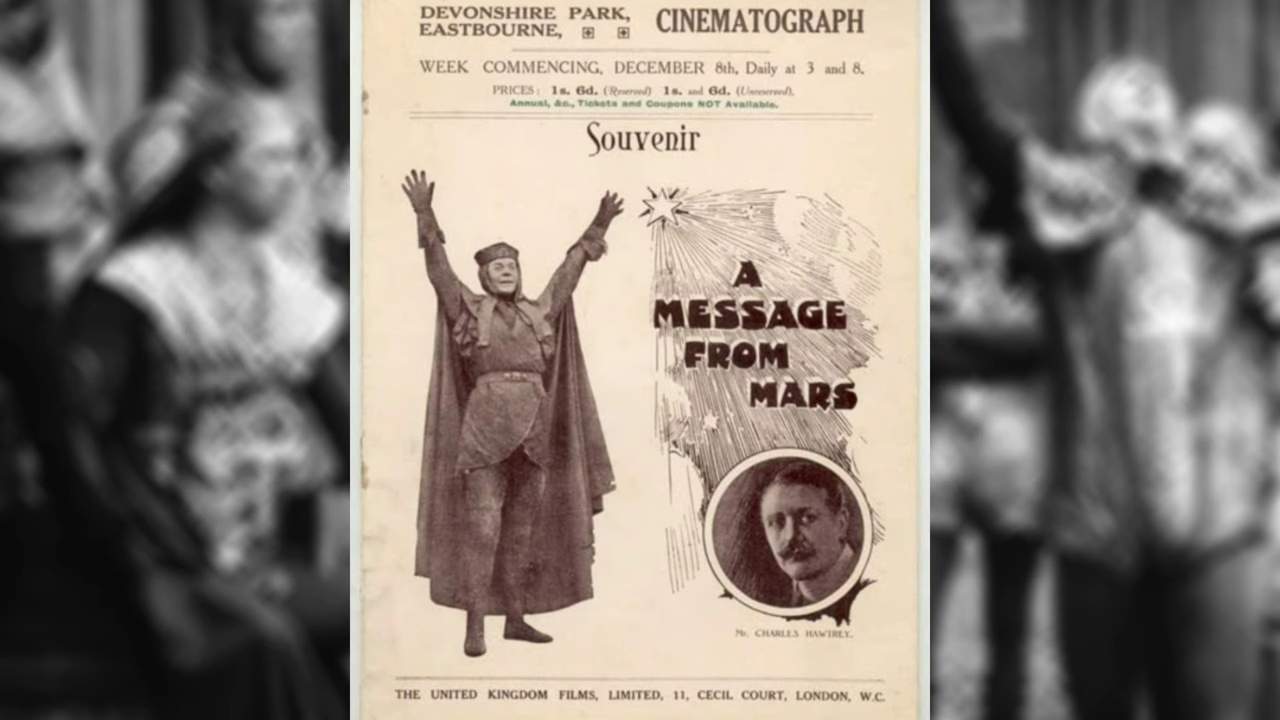 DEVONSHIRE PARK,
EASTBOURNE,
CINEMATOGRAPH
WEEK COMMENCING, DECEMBER 8th, Daily at 3 and 8.
PRICES: 1s. 6d. (Reserved) 1s. and 6d. (Unreserved).
Annual, &c., Tickets and Coupons NOT Available.
Souvenir
A
MESSAGE
FROM
MARS
Mr. CHARLES HAWTREY.
THE UNITED KINGDOM FILMS, LIMITED, 11, CECIL COURT, LONDON, W.C.